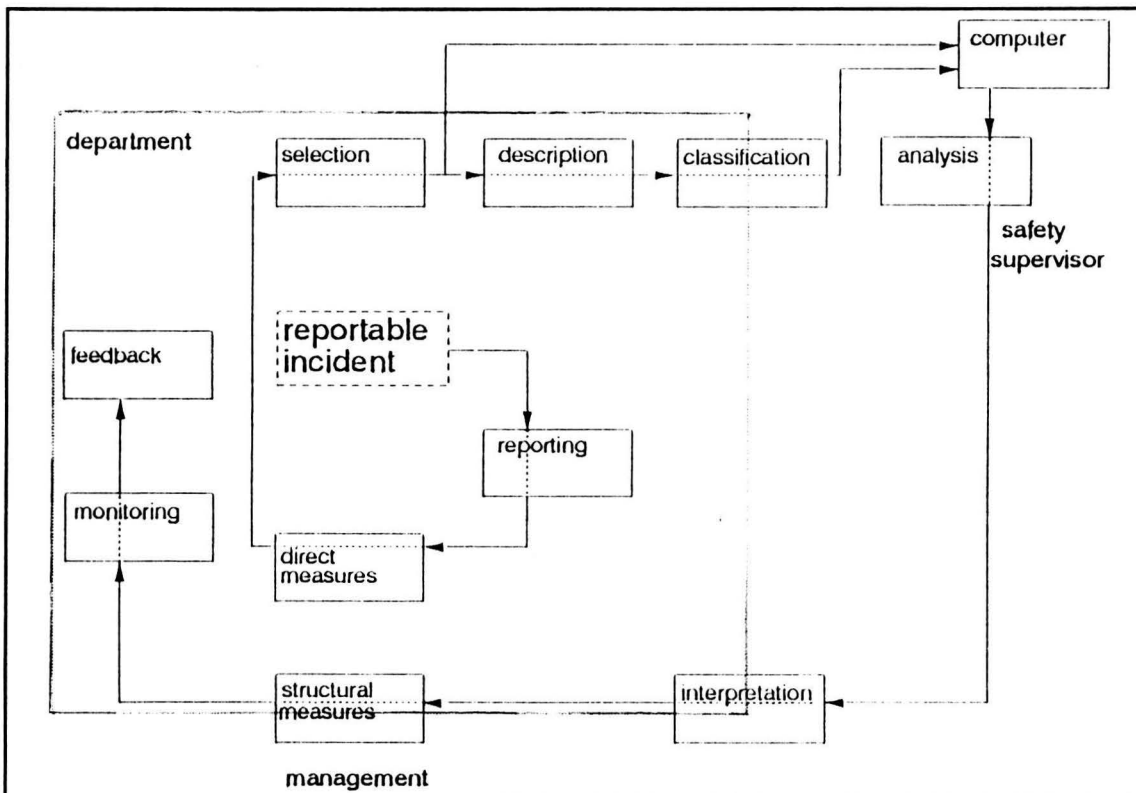 computer
department
selection
description
classification
analysis
safety
supervisor
reportable
incident
feedback
reporting
monitoring
direct
measures
structural
measures
interpretation
management